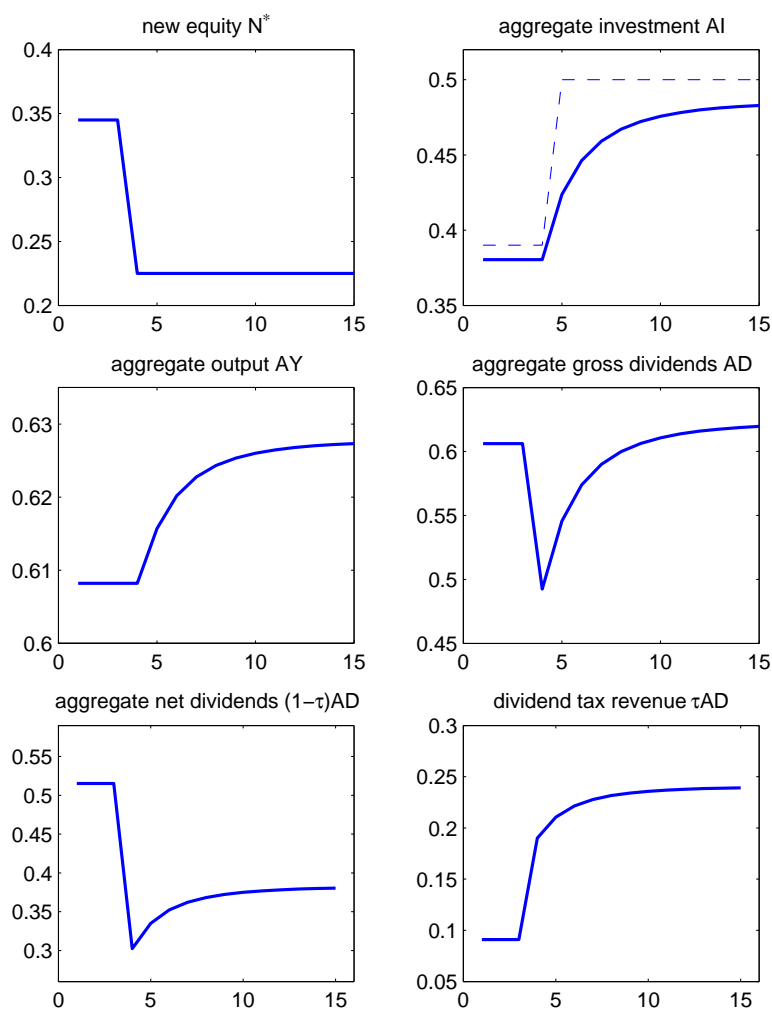 new equity N*
0.4
0.35
0.3
0.25
0.2
0 5 10 15
aggregate investment AI
0.5
0.45
0.4
0.35
0 5 10 15
aggregate output AY
0.63
0.62
0.61
0.6
0 5 10 15
aggregate gross dividends AD
0.65
0.6
0.55
0.5
0.45
0 5 10 15
aggregate net dividends (1−τ)AD
0.55
0.5
0.45
0.4
0.35
0.3
0 5 10 15
dividend tax revenue τAD
0.3
0.25
0.2
0.15
0.1
0.05
0 5 10 15